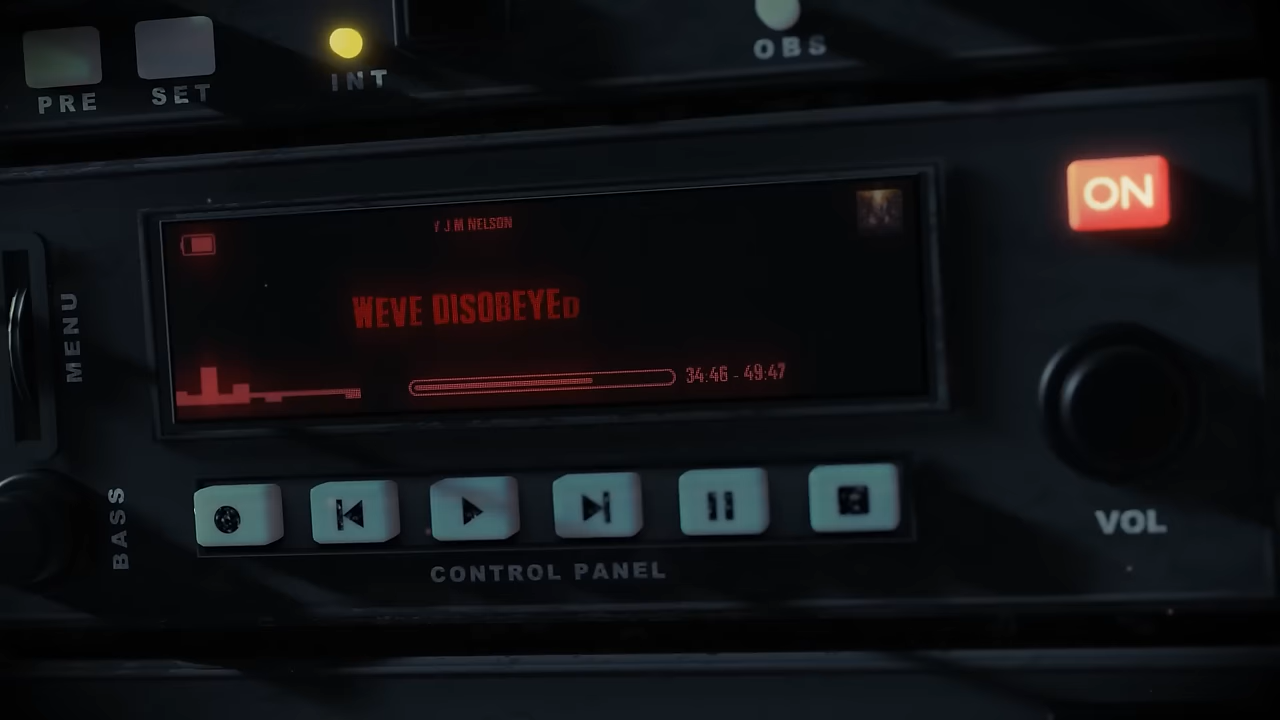 PRE
SET
INT
OBS
Y J M NELSON
ON
MENU
WEVE DISOBEYED
34:46 - 49:47
BASS
CONTROL PANEL
VOL